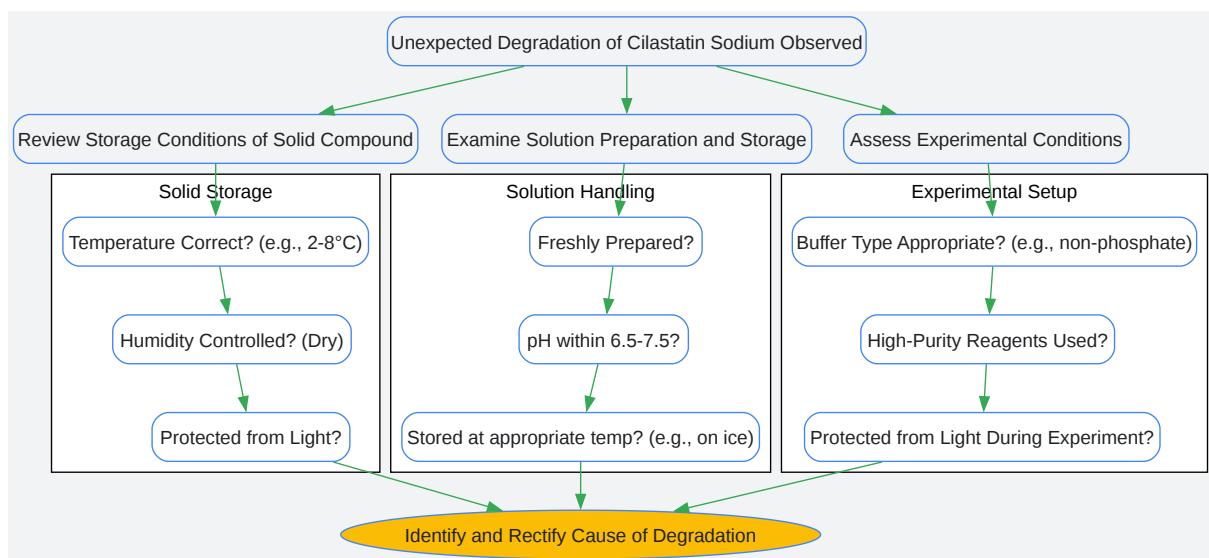 Unexpected Degradation of Cilastatin Sodium Observed
Review Storage Conditions of Solid Compound
Examine Solution Preparation and Storage
Assess Experimental Conditions
Solid Storage
Solution Handling
Experimental Setup
Temperature Correct? (e.g., 2-8°C)
Freshly Prepared?
Buffer Type Appropriate? (e.g., non-phosphate)
Humidity Controlled? (Dry)
pH within 6.5-7.5?
High-Purity Reagents Used?
Protected from Light?
Stored at appropriate temp? (e.g., on ice)
Protected from Light During Experiment?
Identify and Rectify Cause of Degradation